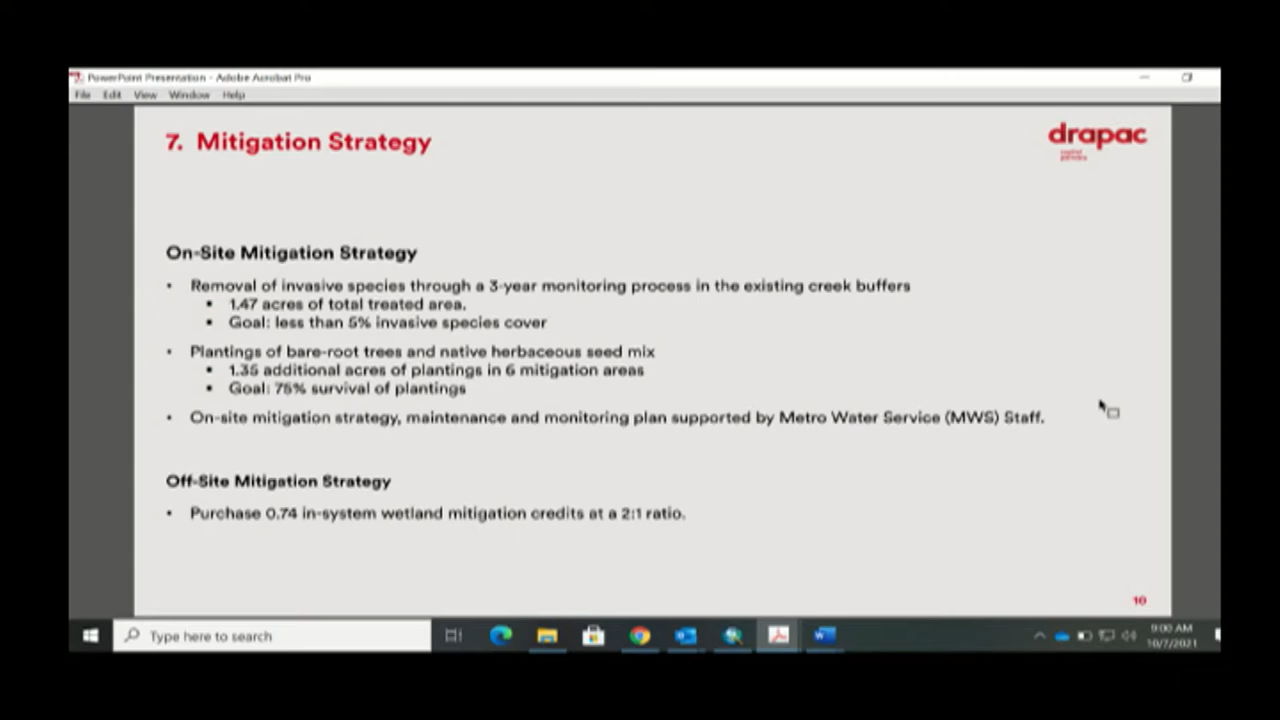 PowerPoint Presentation - Adobe Acrobat Pro
File Edit View Window Help
7. Mitigation Strategy
drapac
capital
partners
On-Site Mitigation Strategy
• Removal of invasive species through a 3-year monitoring process in the existing creek buffers
• 1.47 acres of total treated area.
• Goal: less than 5% invasive species cover
• Plantings of bare-root trees and native herbaceous seed mix
• 1.35 additional acres of plantings in 6 mitigation areas
• Goal: 75% survival of plantings
• On-site mitigation strategy, maintenance and monitoring plan supported by Metro Water Service (MWS) Staff.
Off-Site Mitigation Strategy
• Purchase 0.74 in-system wetland mitigation credits at a 2:1 ratio.
10
Type here to search
9:00 AM
10/7/2021